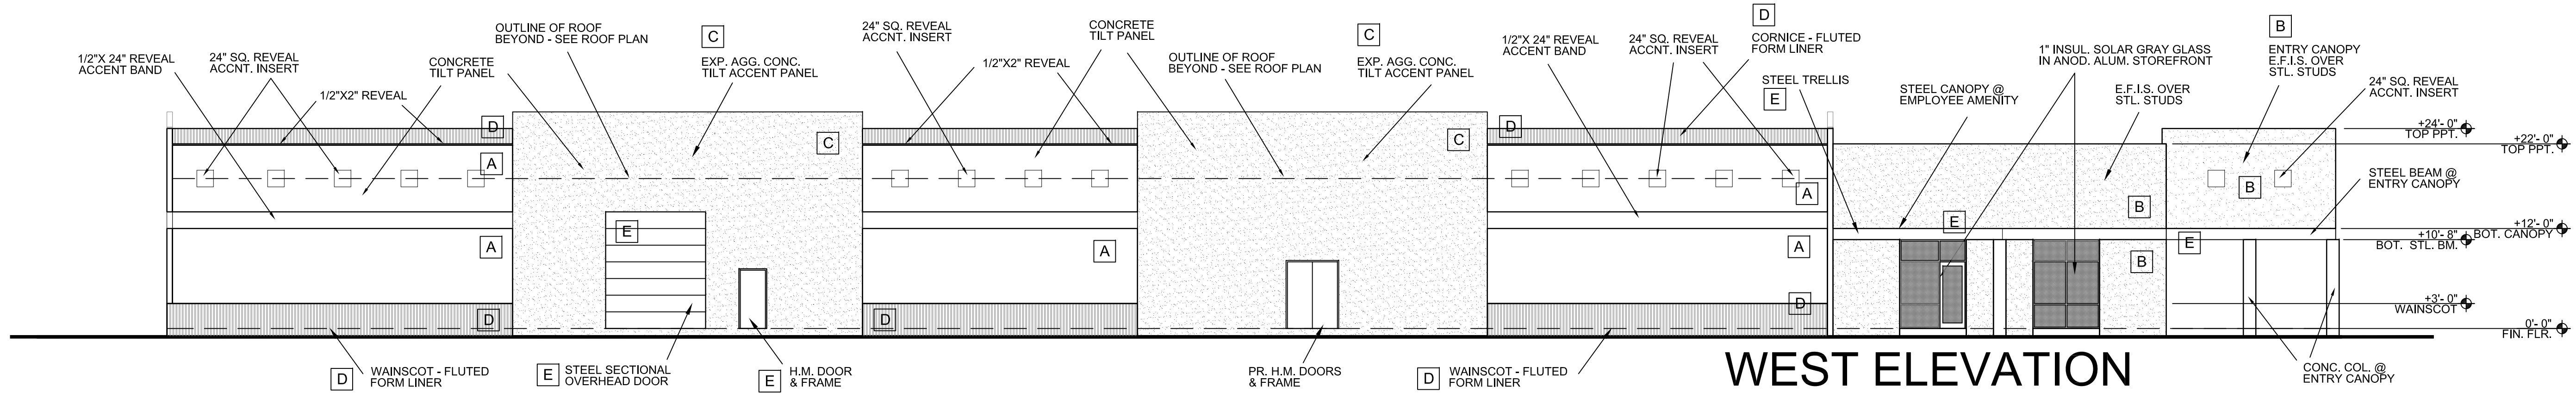 1/2"X 24" REVEAL
ACCENT BAND
24" SQ. REVEAL
ACCNT. INSERT
1/2"X2" REVEAL
CONCRETE
TILT PANEL
OUTLINE OF ROOF
BEYOND - SEE ROOF PLAN
C
EXP. AGG. CONC.
TILT ACCENT PANEL
24" SQ. REVEAL
ACCNT. INSERT
1/2"X2" REVEAL
CONCRETE
TILT PANEL
OUTLINE OF ROOF
BEYOND - SEE ROOF PLAN
C
EXP. AGG. CONC.
TILT ACCENT PANEL
1/2"X 24" REVEAL
ACCENT BAND
24" SQ. REVEAL
ACCNT. INSERT
D
CORNICE - FLUTED
FORM LINER
STEEL TRELLIS
E
STEEL CANOPY @
EMPLOYEE AMENITY
1" INSUL. SOLAR GRAY GLASS
IN ANOD. ALUM. STOREFRONT
E.F.I.S. OVER
STL. STUDS
B
ENTRY CANOPY
E.F.I.S. OVER
STL. STUDS
24" SQ. REVEAL
ACCNT. INSERT
D
A
A
D
C
E
A
D
C
D
A
A
D
E
B
B
B
E
+24'- 0"
TOP PPT.
+22'- 0"
TOP PPT.
STEEL BEAM @
ENTRY CANOPY
+12'- 0"
BOT. CANOPY
+10'- 8"
BOT. STL. BM.
+3'- 0"
WAINSCOT
0'- 0"
FIN. FLR.
D
WAINSCOT - FLUTED
FORM LINER
E
STEEL SECTIONAL
OVERHEAD DOOR
E
H.M. DOOR
& FRAME
PR. H.M. DOORS
& FRAME
D
WAINSCOT - FLUTED
FORM LINER
WEST ELEVATION
CONC. COL. @
ENTRY CANOPY